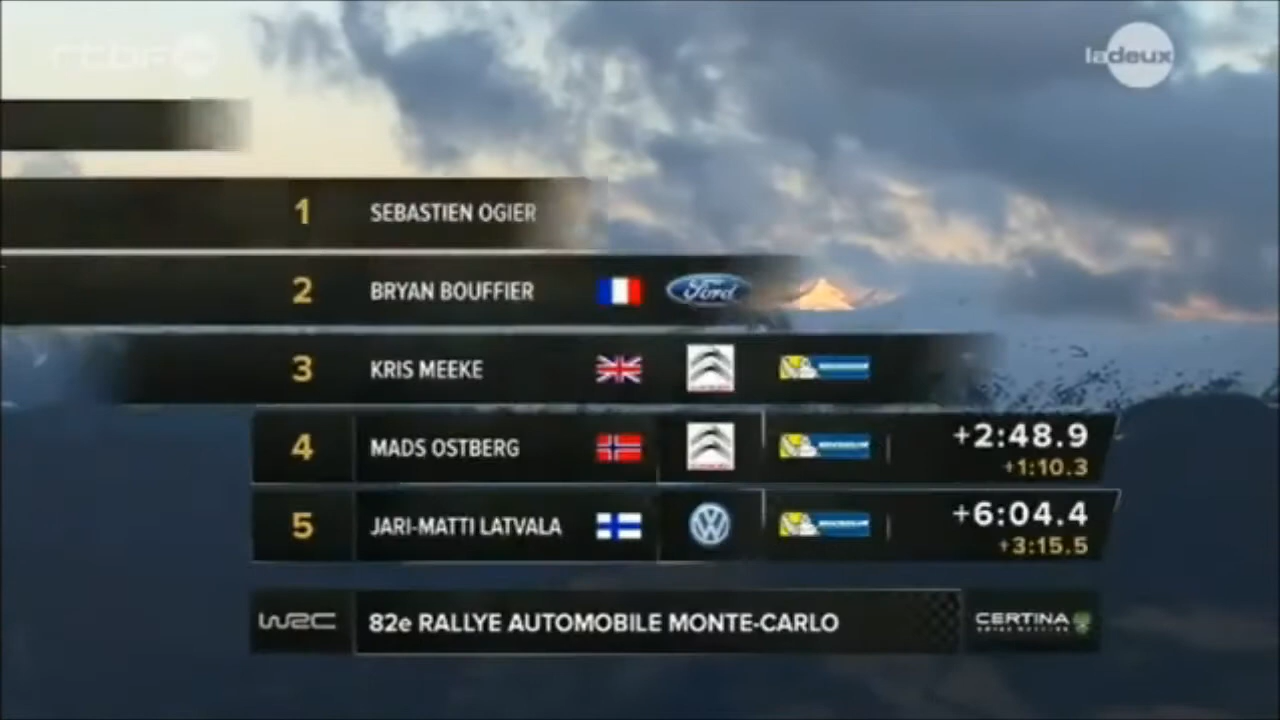 rtbf.be
ladeux
1 SEBASTIEN OGIER
2 BRYAN BOUFFIER Ford
3 KRIS MEEKE
4 MADS OSTBERG +2:48.9
+1:10.3
5 JARI-MATTI LATVALA +6:04.4
+3:15.5
WRC 82e RALLYE AUTOMOBILE MONTE-CARLO CERTINA